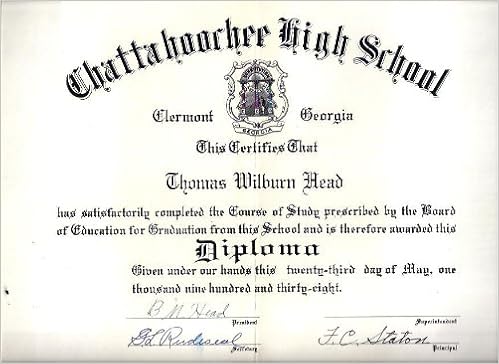 Chattahoochee High School
Clermont Georgia
GEORGIA
This Certifies That
Thomas Wilburn Head
has satisfactorily completed the Course of Study prescribed by the Board
of Education for Graduation from this School and is therefore awarded this
Diploma
Given under our hands this twenty-third day of May, one
thousand nine hundred and thirty-eight.
B M Head
President Superintendent
G L Rudeseal F. C. Staton
Secretary Principal